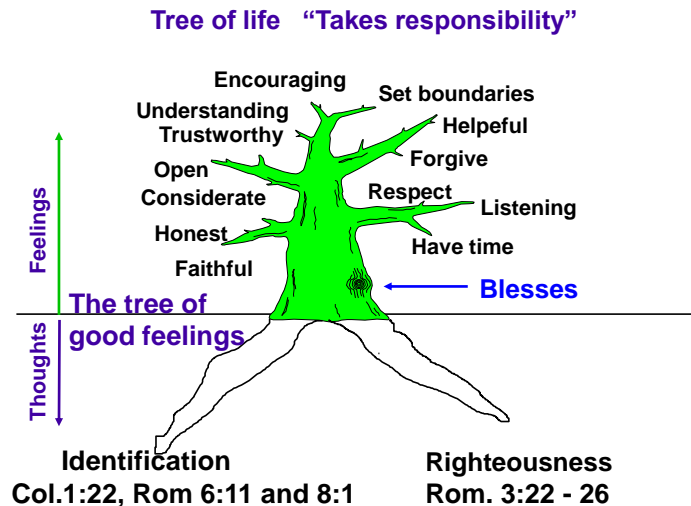 Tree of life “Takes responsibility”
Encouraging
Set boundaries
Understanding
Helpeful
Trustworthy
Forgive
Open
Considerate
Respect
Listening
Honest
Have time
Faithful
Feelings
Blesses
The tree of
good feelings
Thoughts
Identification
Col.1:22, Rom 6:11 and 8:1
Righteousness
Rom. 3:22 - 26